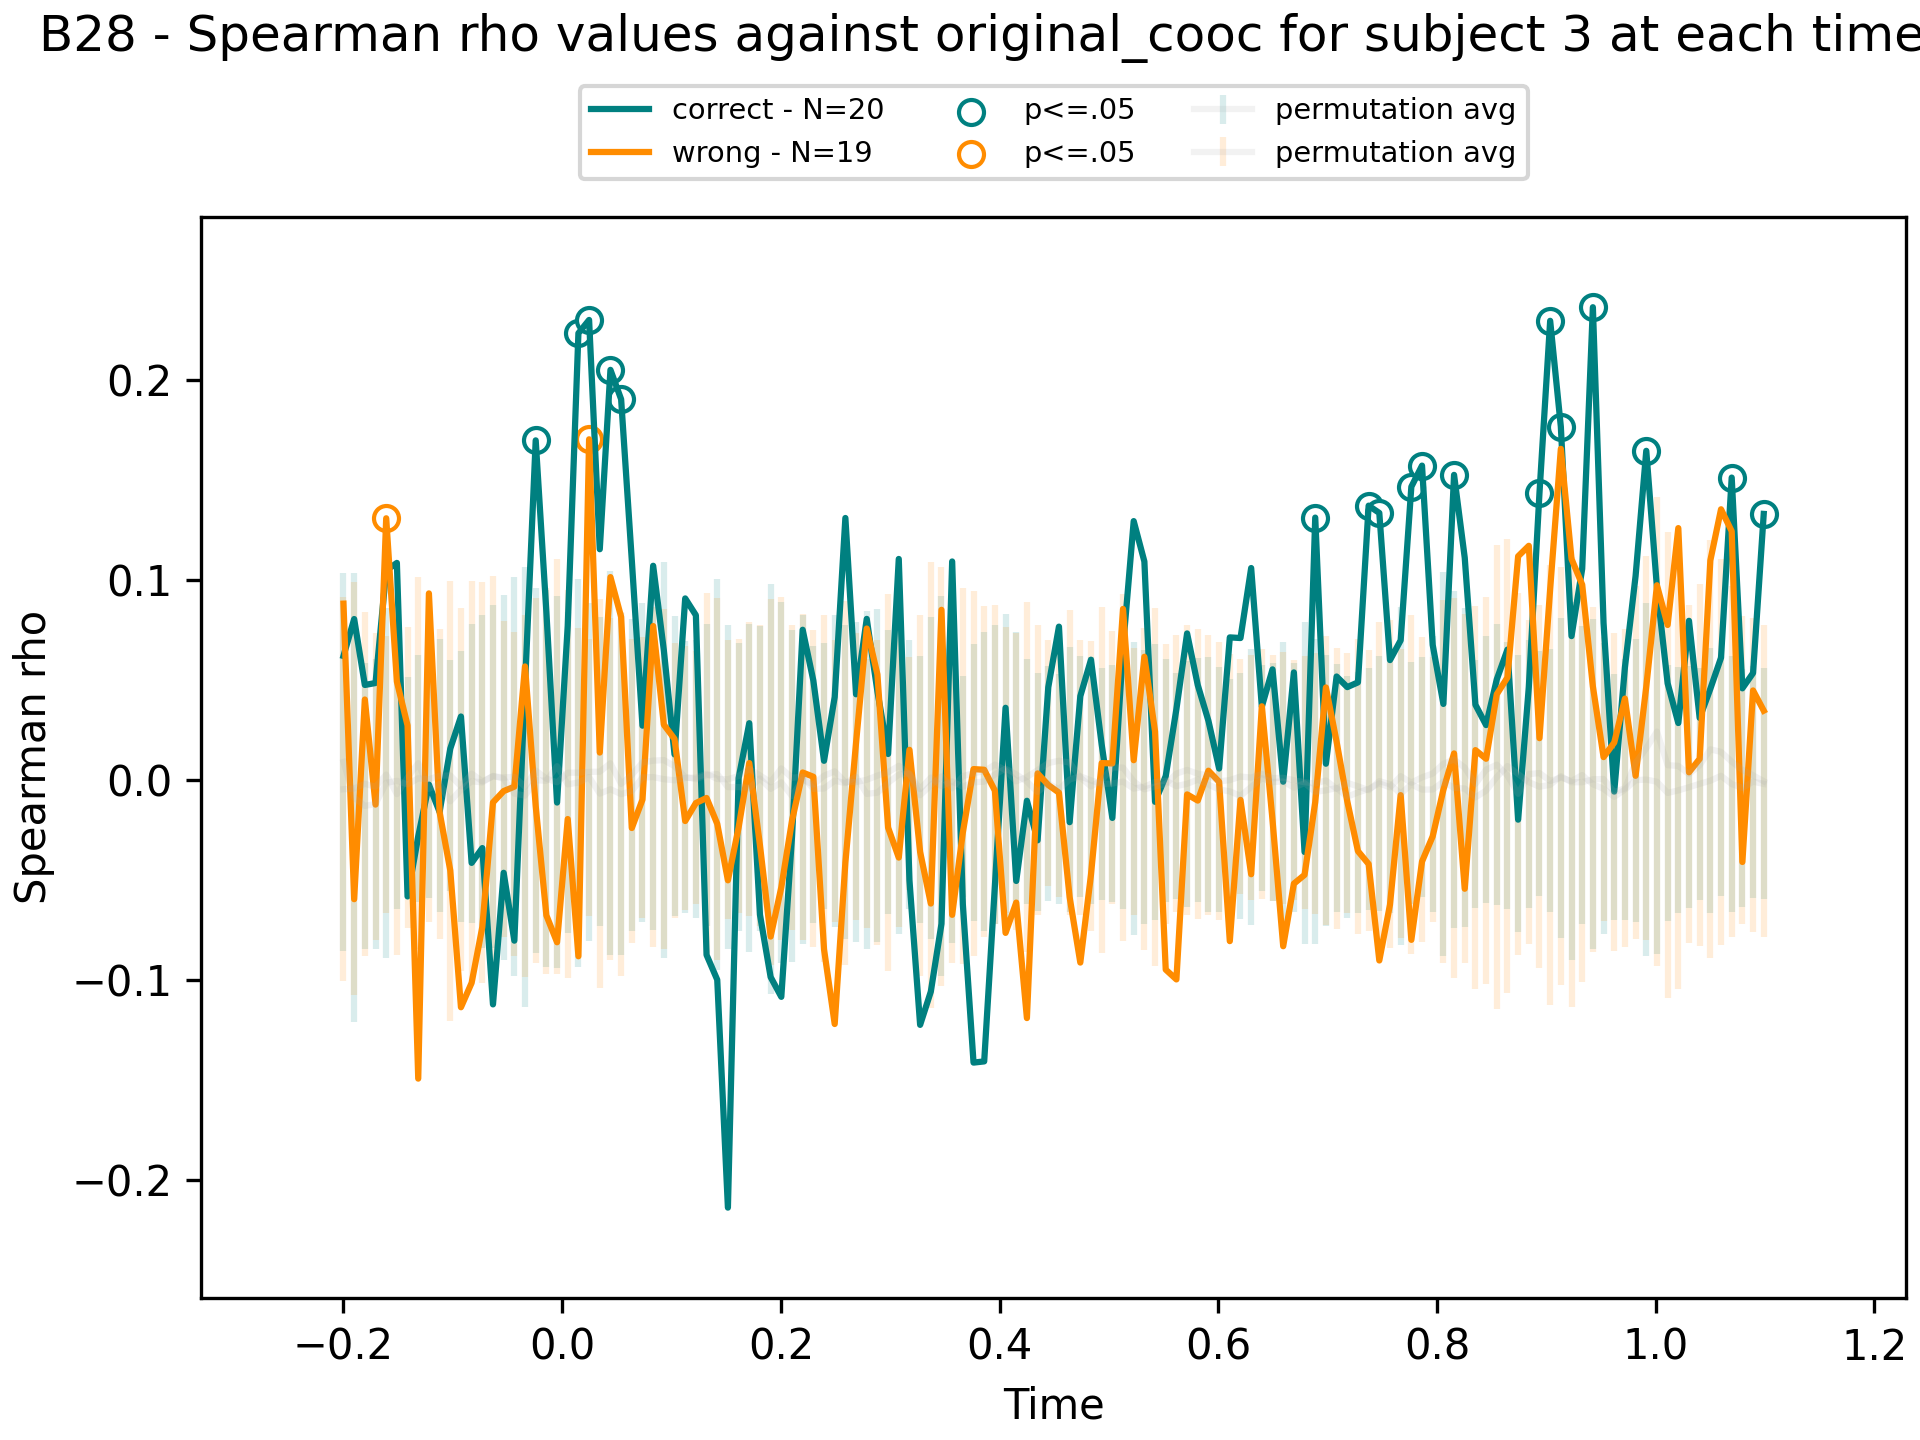 B28 - Spearman rho values against original_cooc for subject 3 at each time
correct - N=20
wrong - N=19
p<=.05
p<=.05
permutation avg
permutation avg
Spearman rho
0.2
0.1
0.0
−0.1
−0.2
−0.2 0.0 0.2 0.4 0.6 0.8 1.0 1.2
Time